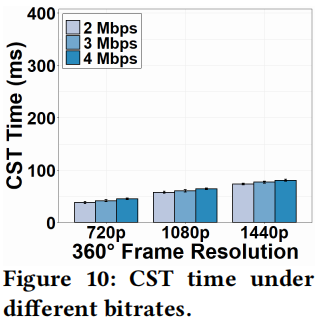 400
300
200
100
0
CST Time (ms)
2 Mbps
3 Mbps
4 Mbps
720p 1080p 1440p
360° Frame Resolution
Figure 10: CST time under
different bitrates.